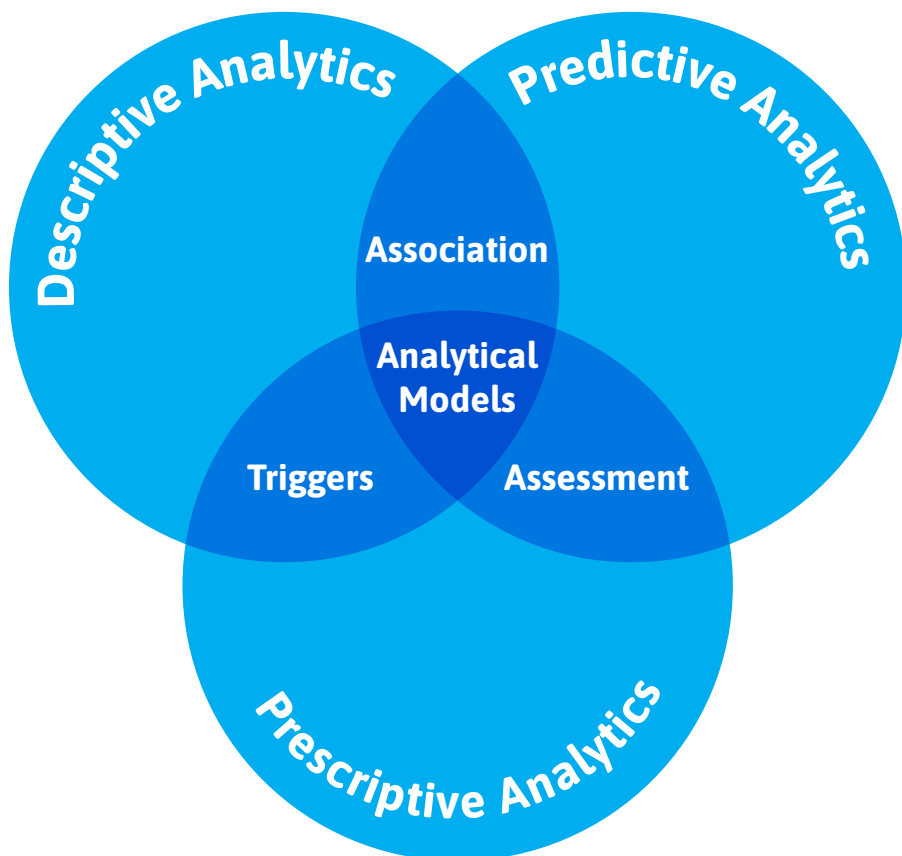 Descriptive Analytics
Predictive Analytics
Association
Analytical
Models
Triggers
Assessment
Prescriptive Analytics